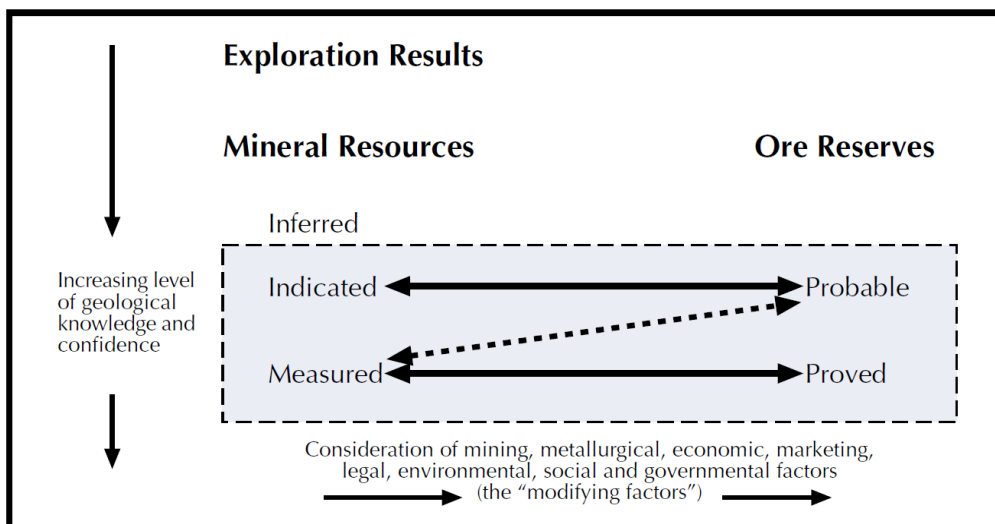 Exploration Results
Mineral Resources
Ore Reserves
Inferred
Increasing level
of geological
knowledge and
confidence
Indicated
Probable
Measured
Proved
Consideration of mining, metallurgical, economic, marketing,
legal, environmental, social and governmental factors
(the “modifying factors”)